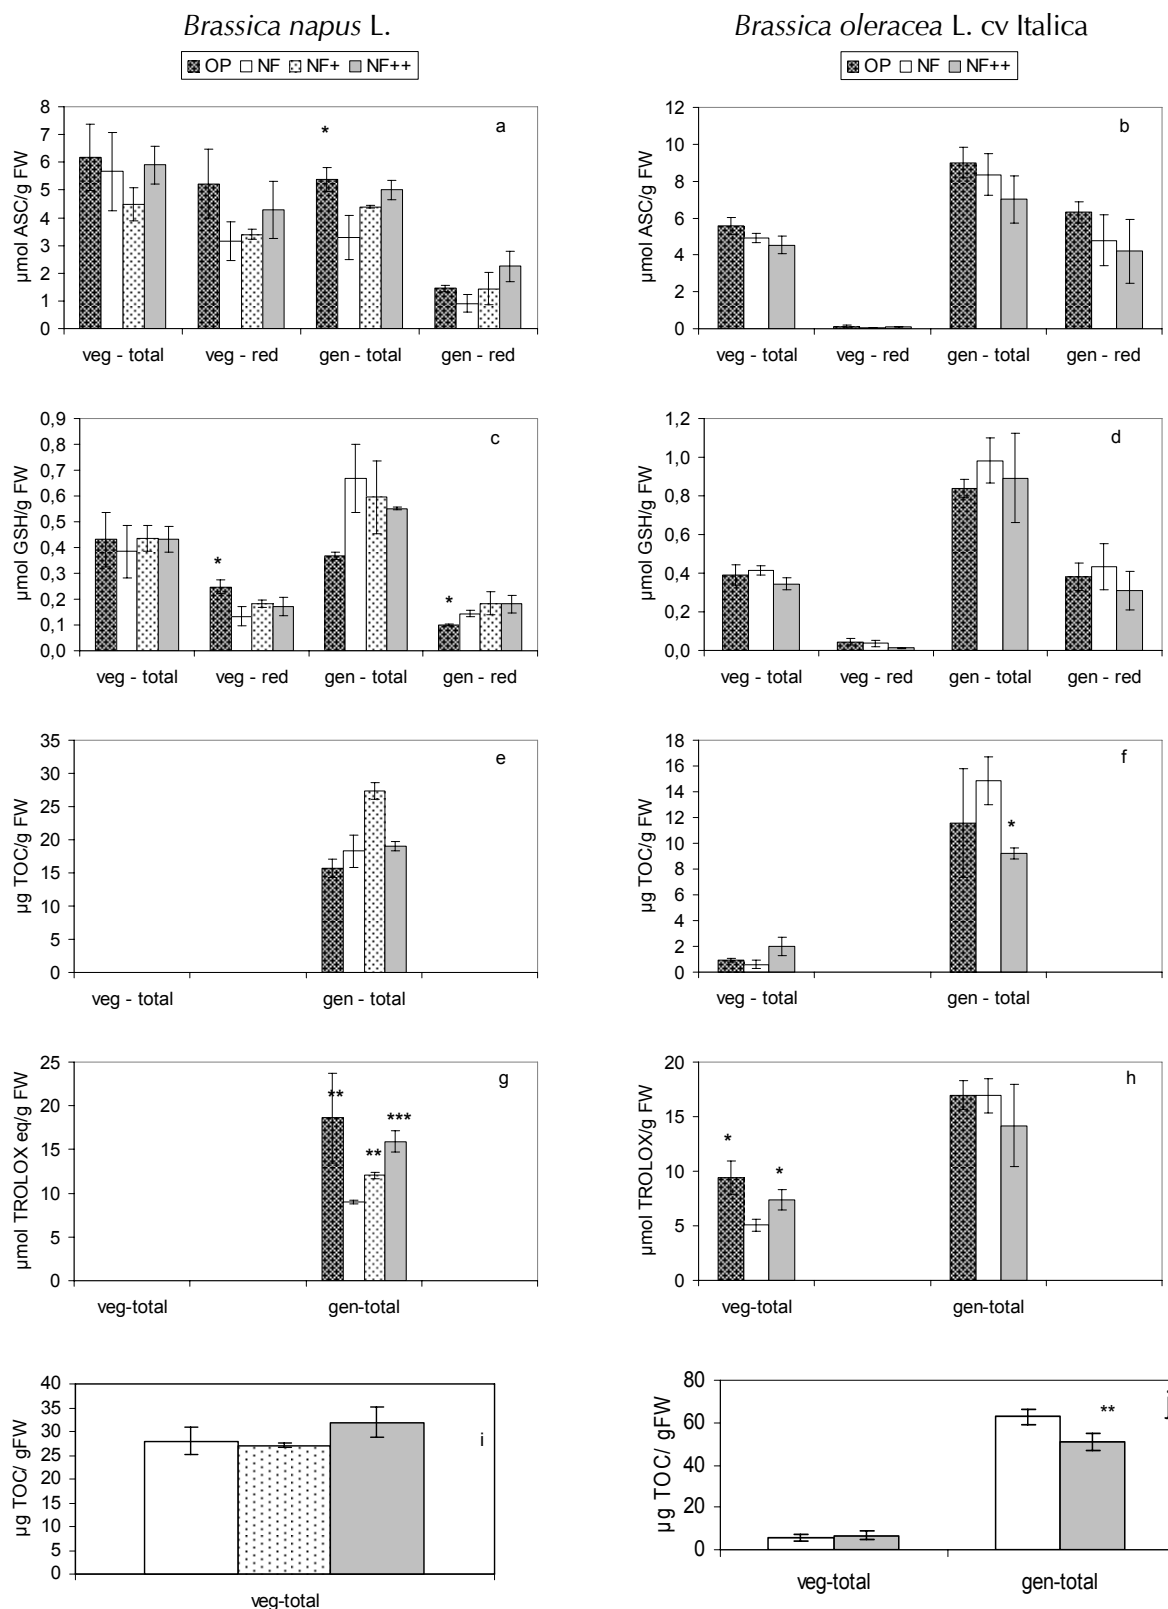 Brassica napus L.
Brassica oleracea L. cv Italica
OP NF NF+ NF++
OP NF NF++
µmol ASC/g FW
8
7
6
5
4
3
2
1
0
a
*
veg - total veg - red gen - total gen - red
µmol ASC/g FW
12
10
8
6
4
2
0
b
veg - total veg - red gen - total gen - red
µmol GSH/g FW
0,9
0,8
0,7
0,6
0,5
0,4
0,3
0,2
0,1
0,0
c
*
*
veg - total veg - red gen - total gen - red
µmol GSH/g FW
1,2
1,0
0,8
0,6
0,4
0,2
0,0
d
veg - total veg - red gen - total gen - red
µg TOC/g FW
35
30
25
20
15
10
5
0
e
veg - total gen - total
µg TOC/g FW
18
16
14
12
10
8
6
4
2
0
f
*
veg - total gen - total
µmol TROLOX eq/g FW
25
20
15
10
5
0
g
**
***
**
veg-total gen-total
µmol TROLOX/g FW
20
15
10
5
0
h
*
*
veg-total gen-total
µg TOC/ gFW
40
35
30
25
20
15
10
5
0
i
veg-total
µg TOC/ gFW
80
60
40
20
0
j
**
veg-total gen-total